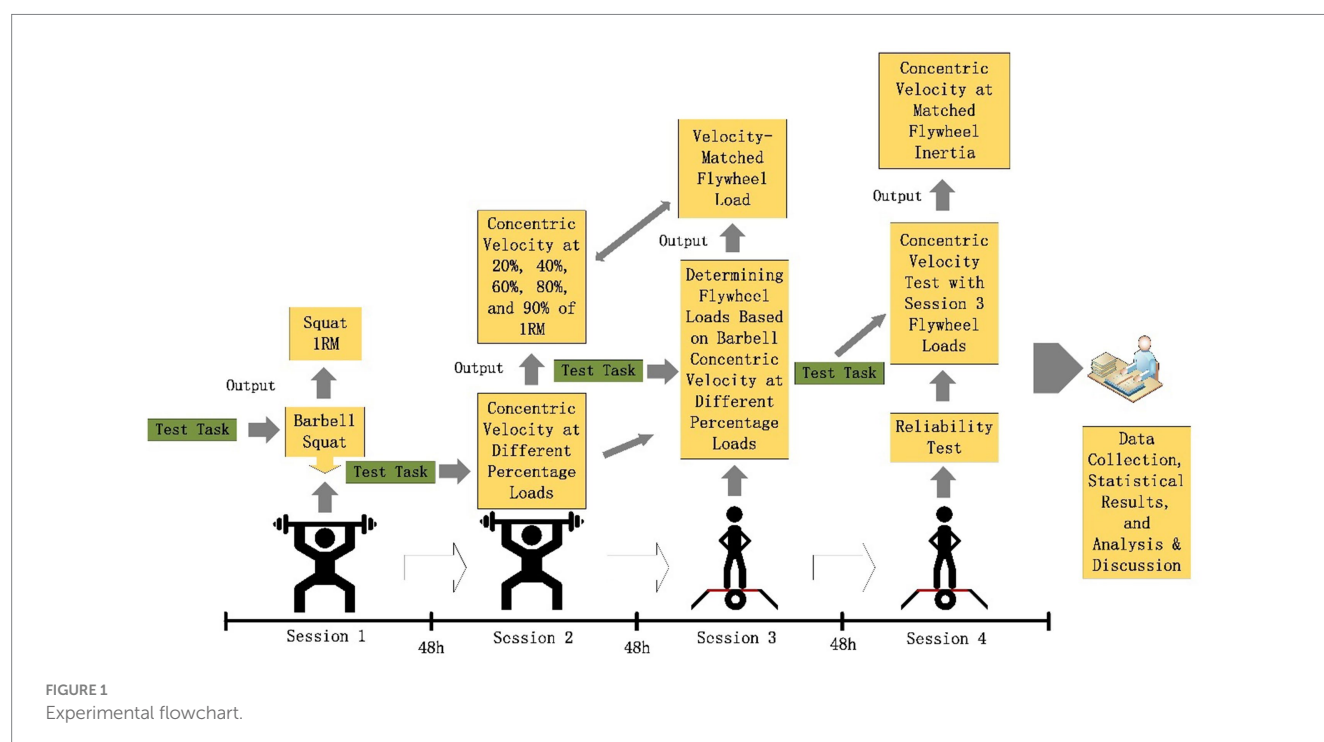 Test Task
Output
Squat
1RM
Barbell
Squat
Test Task
Output
Concentric
Velocity at
20%, 40%,
60%, 80%,
and 90% of
1RM
Concentric
Velocity at
Different
Percentage
Loads
Test Task
Output
Velocity-
Matched
Flywheel
Load
Determining
Flywheel
Loads Based
on Barbell
Concentric
Velocity at
Different
Percentage
Loads
Test Task
Output
Concentric
Velocity at
Matched
Flywheel
Inertia
Concentric
Velocity
Test with
Session 3
Flywheel
Loads
Reliability
Test
Data
Collection,
Statistical
Results,
and
Analysis &
Discussion
Session 1
48h
Session 2
48h
Session 3
48h
Session 4
FIGURE 1
Experimental flowchart.